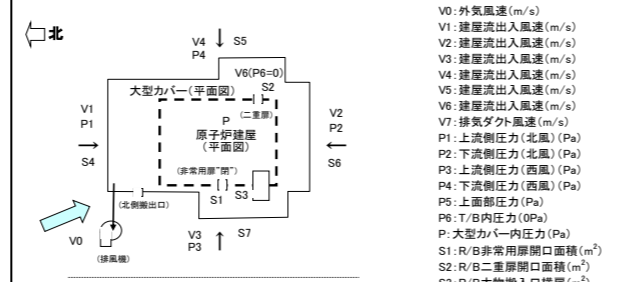 北
V4
P4
S5
V6(P6=0)
大型カバー(平面図)
S2
(二重扉)
P
原子炉建屋
(平面図)
V1
P1
S4
V2
P2
S6
(非常用扉"閉")
S1
S3
(北側搬出口)
V0
(排風機)
V3
P3
S7
V0:外気風速(m/s)
V1:建屋流出入風速(m/s)
V2:建屋流出入風速(m/s)
V3:建屋流出入風速(m/s)
V4:建屋流出入風速(m/s)
V5:建屋流出入風速(m/s)
V6:建屋流出入風速(m/s)
V7:排気ダクト風速(m/s)
P1:上流側圧力(北風)(Pa)
P2:下流側圧力(北風)(Pa)
P3:上流側圧力(西風)(Pa)
P4:下流側圧力(西風)(Pa)
P5:上面部圧力(Pa)
P6:T/B内圧力(0Pa)
P:大型カバー内圧力(Pa)
S1:R/B非常用扉開口面積(m²)
S2:R/B二重扉開口面積(m²)